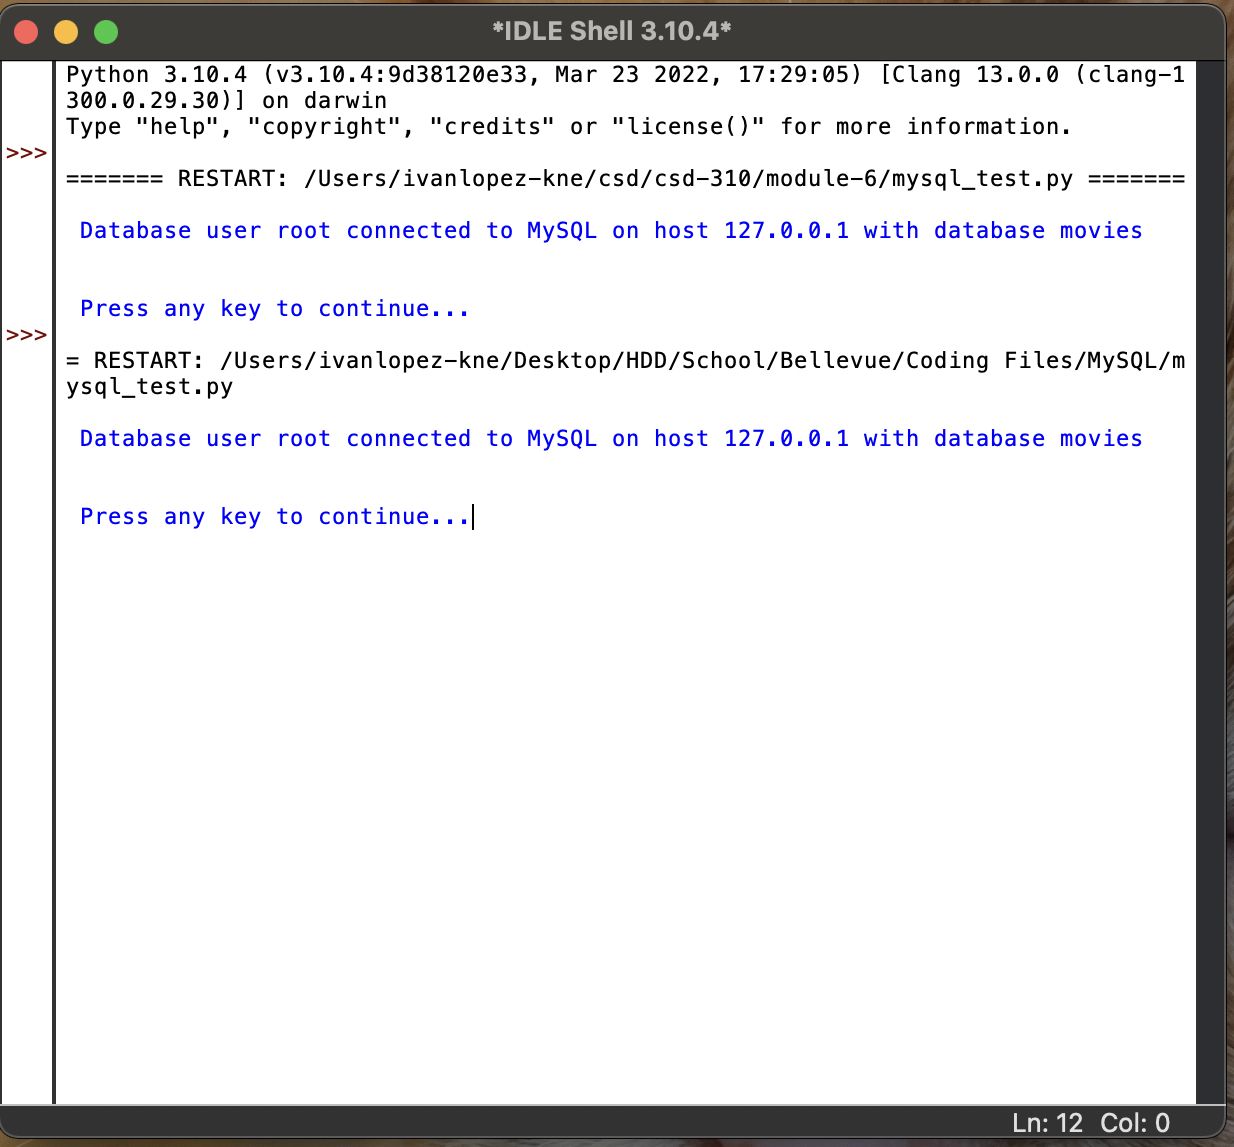 *IDLE Shell 3.10.4*
Python 3.10.4 (v3.10.4:9d38120e33, Mar 23 2022, 17:29:05) [Clang 13.0.0 (clang-1
300.0.29.30)] on darwin
Type "help", "copyright", "credits" or "license()" for more information.
>>>
======= RESTART: /Users/ivanlopez-kne/csd/csd-310/module-6/mysql_test.py =======
Database user root connected to MySQL on host 127.0.0.1 with database movies
Press any key to continue...
>>>
= RESTART: /Users/ivanlopez-kne/Desktop/HDD/School/Bellevue/Coding Files/MySQL/m
ysql_test.py
Database user root connected to MySQL on host 127.0.0.1 with database movies
Press any key to continue...
Ln: 12 Col: 0